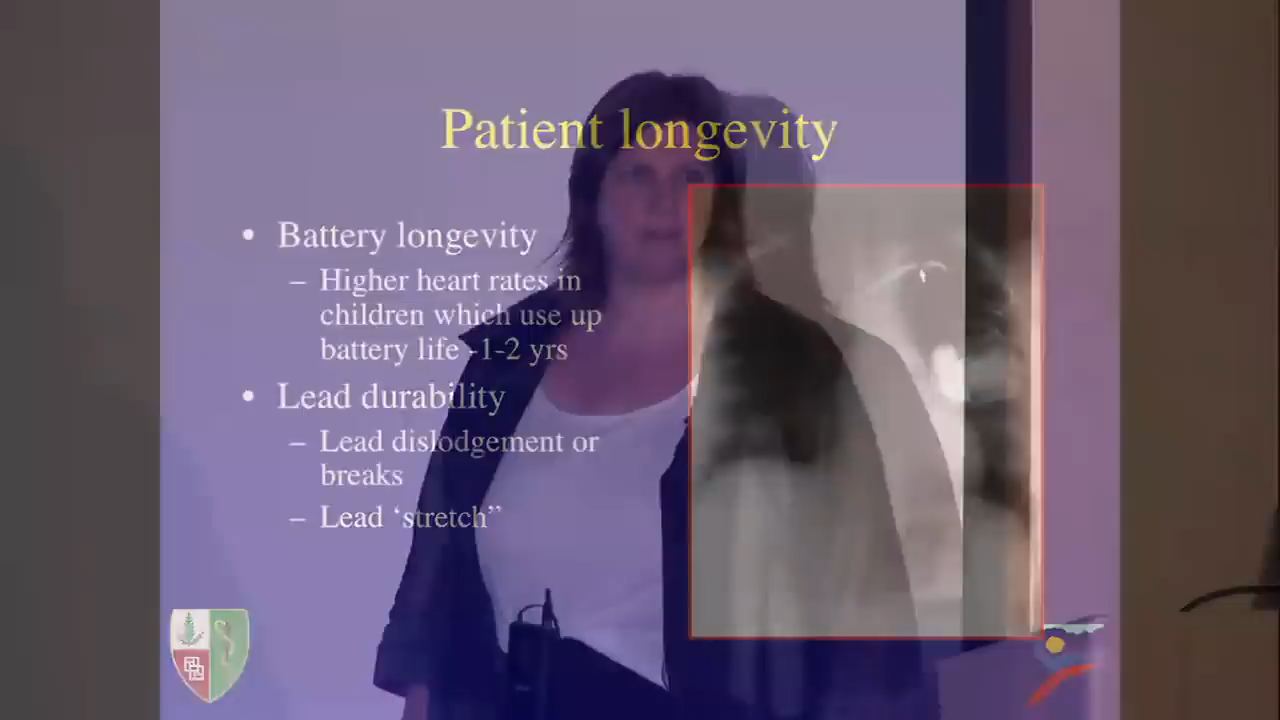 Patient longevity
• Battery longevity
– Higher heart rates in
children which use up
battery life -1-2 yrs
• Lead durability
– Lead dislodgement or
breaks
– Lead ‘stretch”